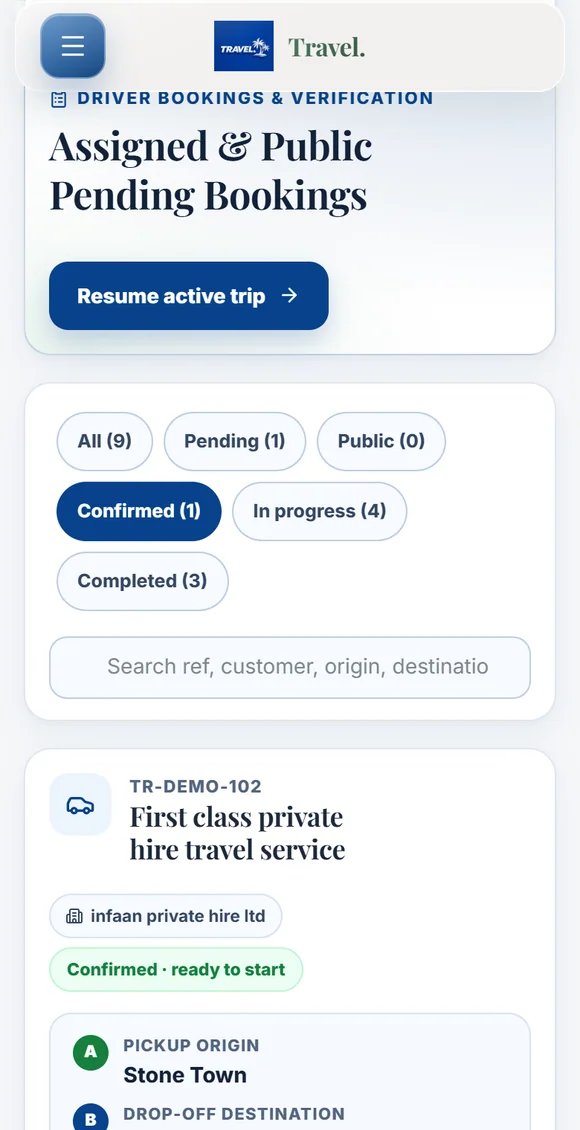 TRAVEL.
Travel.
DRIVER BOOKINGS & VERIFICATION
Assigned & Public
Pending Bookings
Resume active trip
All (9)
Pending (1)
Public (0)
Confirmed (1)
In progress (4)
Completed (3)
Search ref, customer, origin, destinatio
TR-DEMO-102
First class private
hire travel service
infaan private hire ltd
Confirmed · ready to start
A
PICKUP ORIGIN
Stone Town
B
DROP-OFF DESTINATION